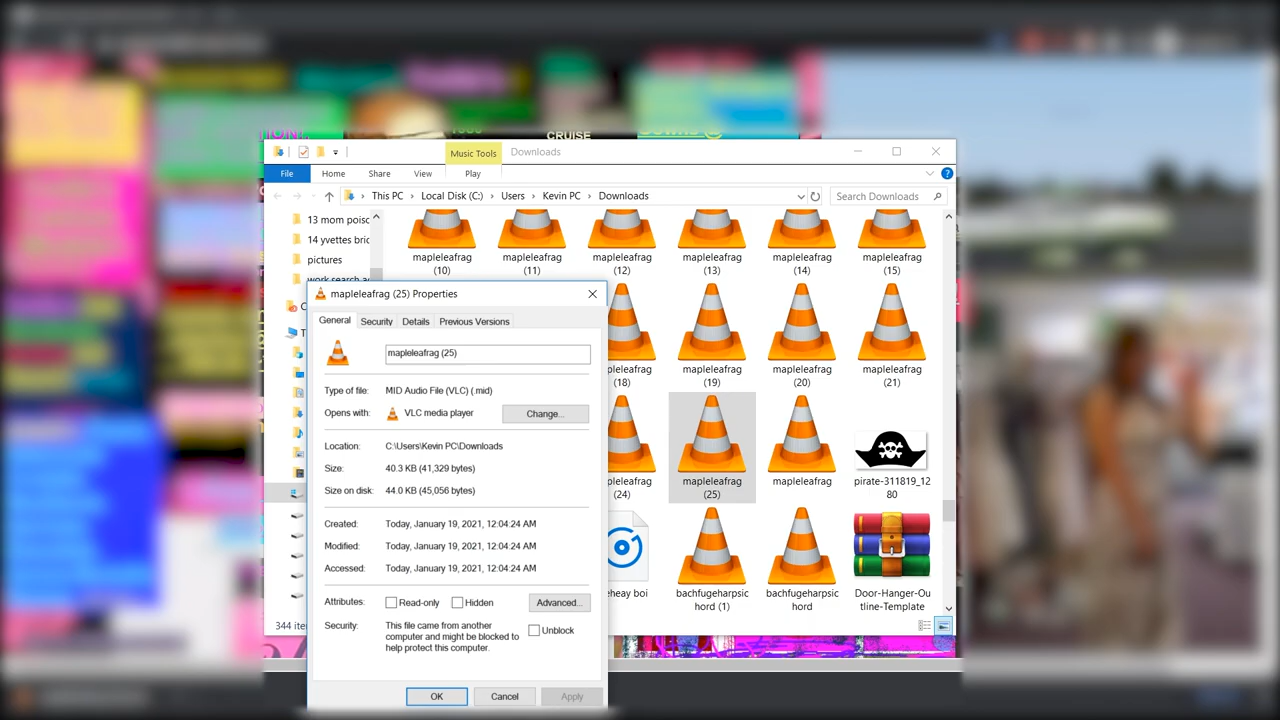 CRUISE
Music Tools
Downloads
File
Home
Share
View
Play
This PC
Local Disk (C:)
Users
Kevin PC
Downloads
Search Downloads
13 mom poisc
14 yvettes bric
pictures
mapleleafrag
(10)
mapleleafrag
(11)
mapleleafrag
(12)
mapleleafrag
(13)
mapleleafrag
(14)
mapleleafrag
(15)
mapleleafrag (25) Properties
General
Security
Details
Previous Versions
mapleleafrag (25)
Type of file:
MID Audio File (VLC) (.mid)
Opens with:
VLC media player
Change...
Location:
C:\Users\Kevin PC\Downloads
Size:
40.3 KB (41,329 bytes)
Size on disk:
44.0 KB (45,056 bytes)
Created:
Today, January 19, 2021, 12:04:24 AM
Modified:
Today, January 19, 2021, 12:04:24 AM
Accessed:
Today, January 19, 2021, 12:04:24 AM
Attributes:
Read-only
Hidden
Advanced...
Security:
This file came from another
computer and might be blocked to
help protect this computer.
Unblock
OK
Cancel
Apply
pleleafrag
(18)
mapleleafrag
(19)
mapleleafrag
(20)
mapleleafrag
(21)
pleleafrag
(24)
mapleleafrag
(25)
mapleleafrag
pirate-311819_12
80
eheay boi
bachfugeharpsic
hord (1)
bachfugeharpsic
hord
Door-Hanger-Ou
tline-Template
344 ite